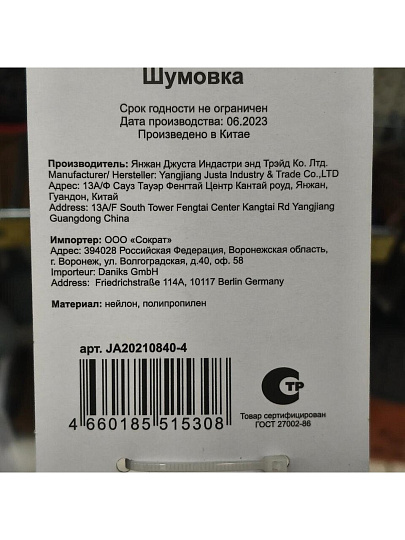 Шумовка
Срок годности не ограничен
Дата производства: 06.2023
Произведено в Китае
Производитель: Янжан Джуста Индастри энд Трэйд Ко. Лтд.
Manufacturer/ Hersteller: Yangjiang Justa Industry & Trade Co.,LTD
Адрес: 13А/Ф Сауз Тауэр Фенгтай Центр Кантай роуд, Янжан,
Гуандон, Китай
Address: 13A/F South Tower Fengtai Center Kangtai Rd Yangjiang
Guangdong China
Импортер: ООО «Сократ»
Адрес: 394028 Российская Федерация, Воронежская область,
г. Воронеж, ул. Волгоградская, д.40, оф. 58
Importeur: Daniks GmbH
Address: Friedrichstraße 114A, 10117 Berlin Germany
Материал: нейлон, полипропилен
арт. JA20210840-4
4 660185 515308
СТР
Товар сертифицирован
ГОСТ 27002-86